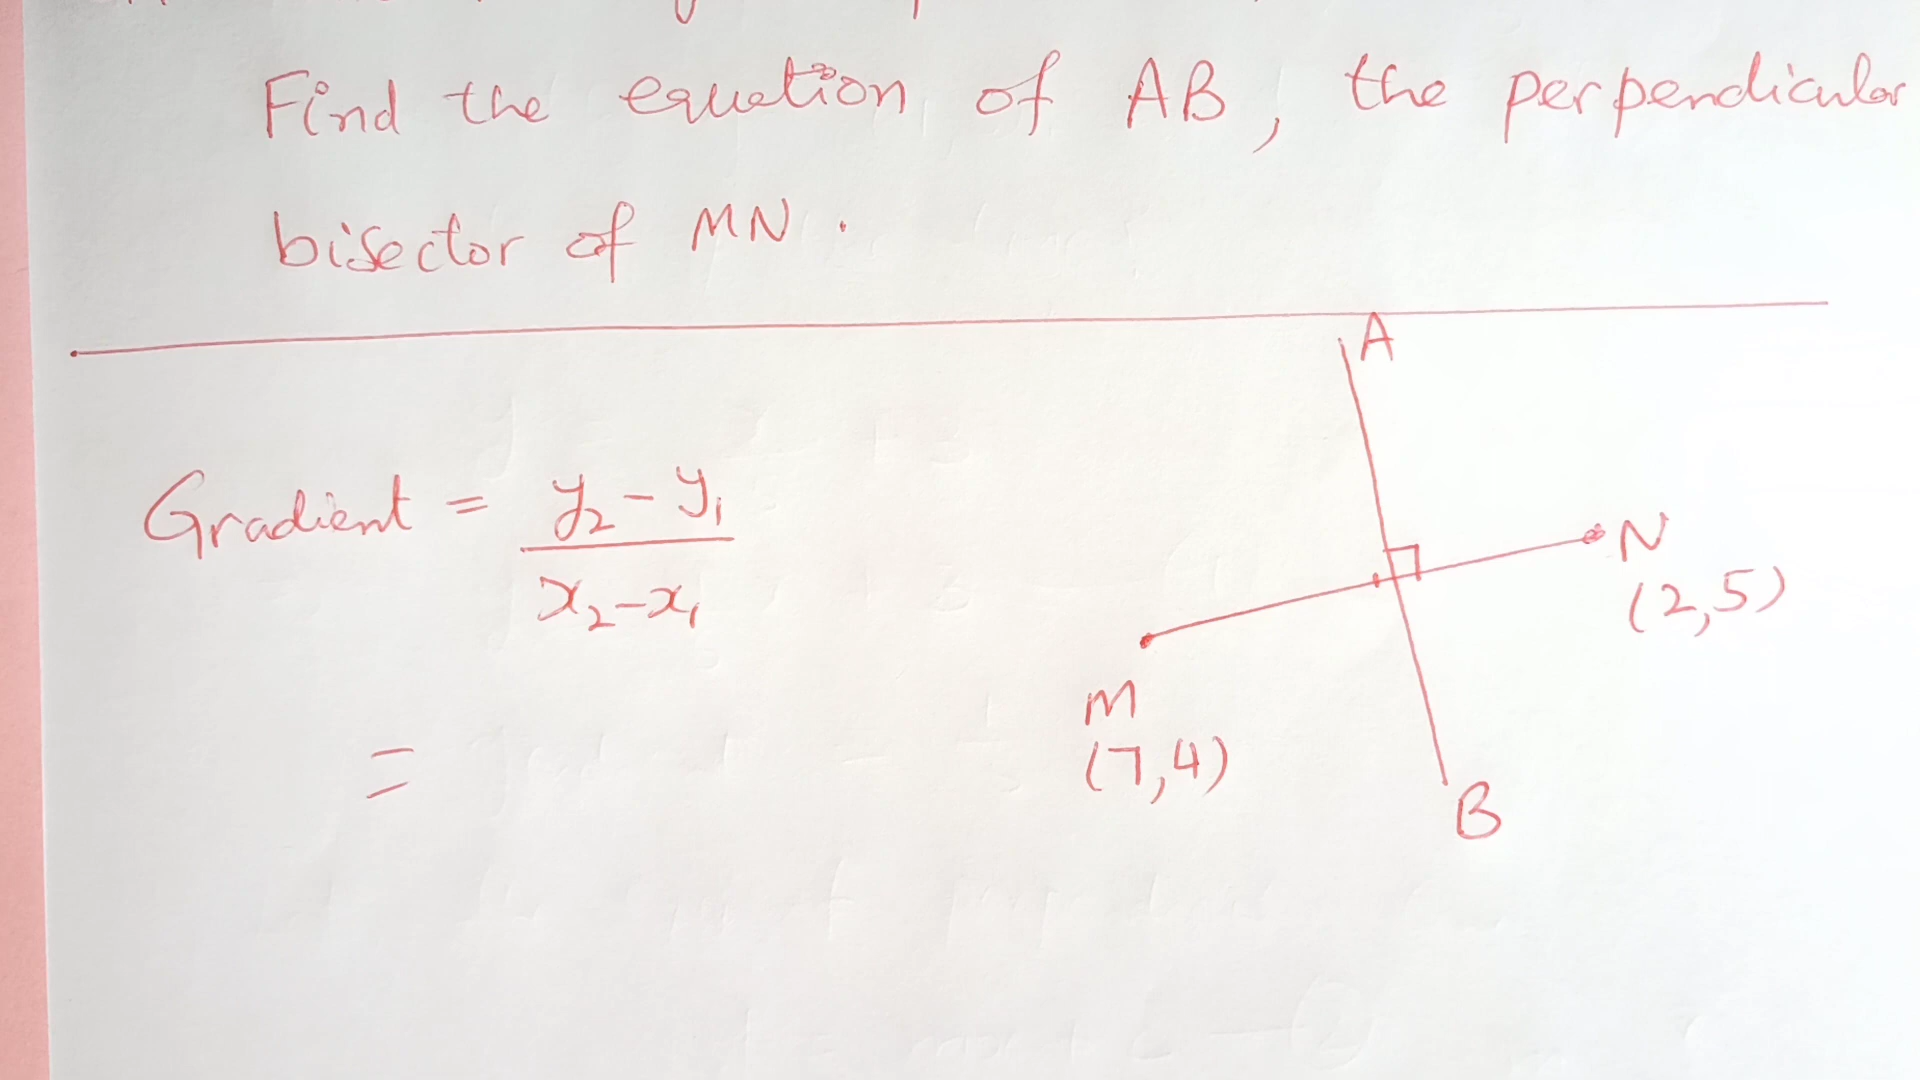 Find the equation of AB, the perpendicular
bisector of MN.
A
Gradient = y₂ - y₁
x₂ - x₁
N
(2,5)
M
(7,4)
=
B